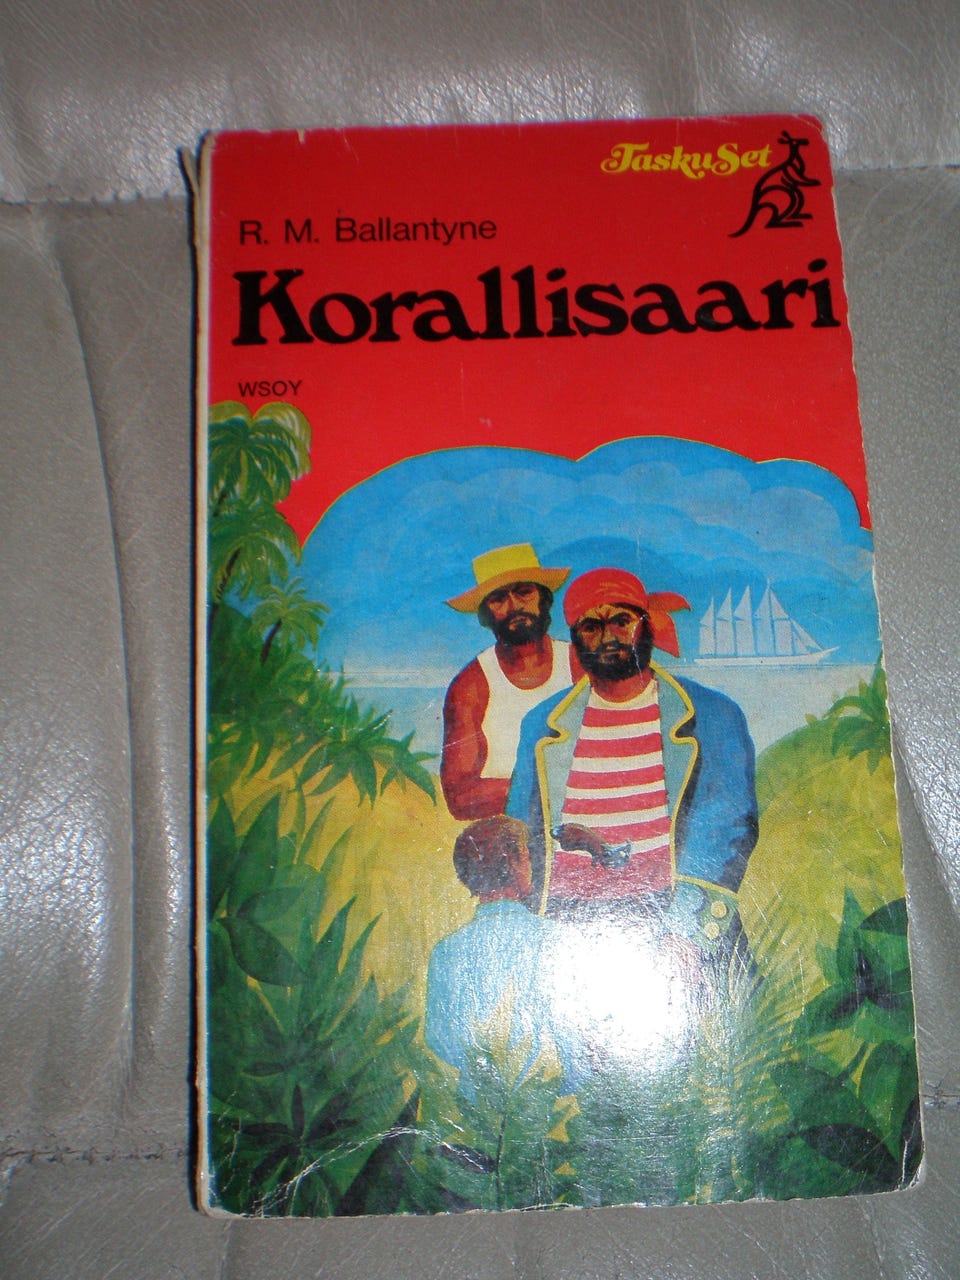 TaskuSet
R. M. Ballantyne
Korallisaari
WSOY